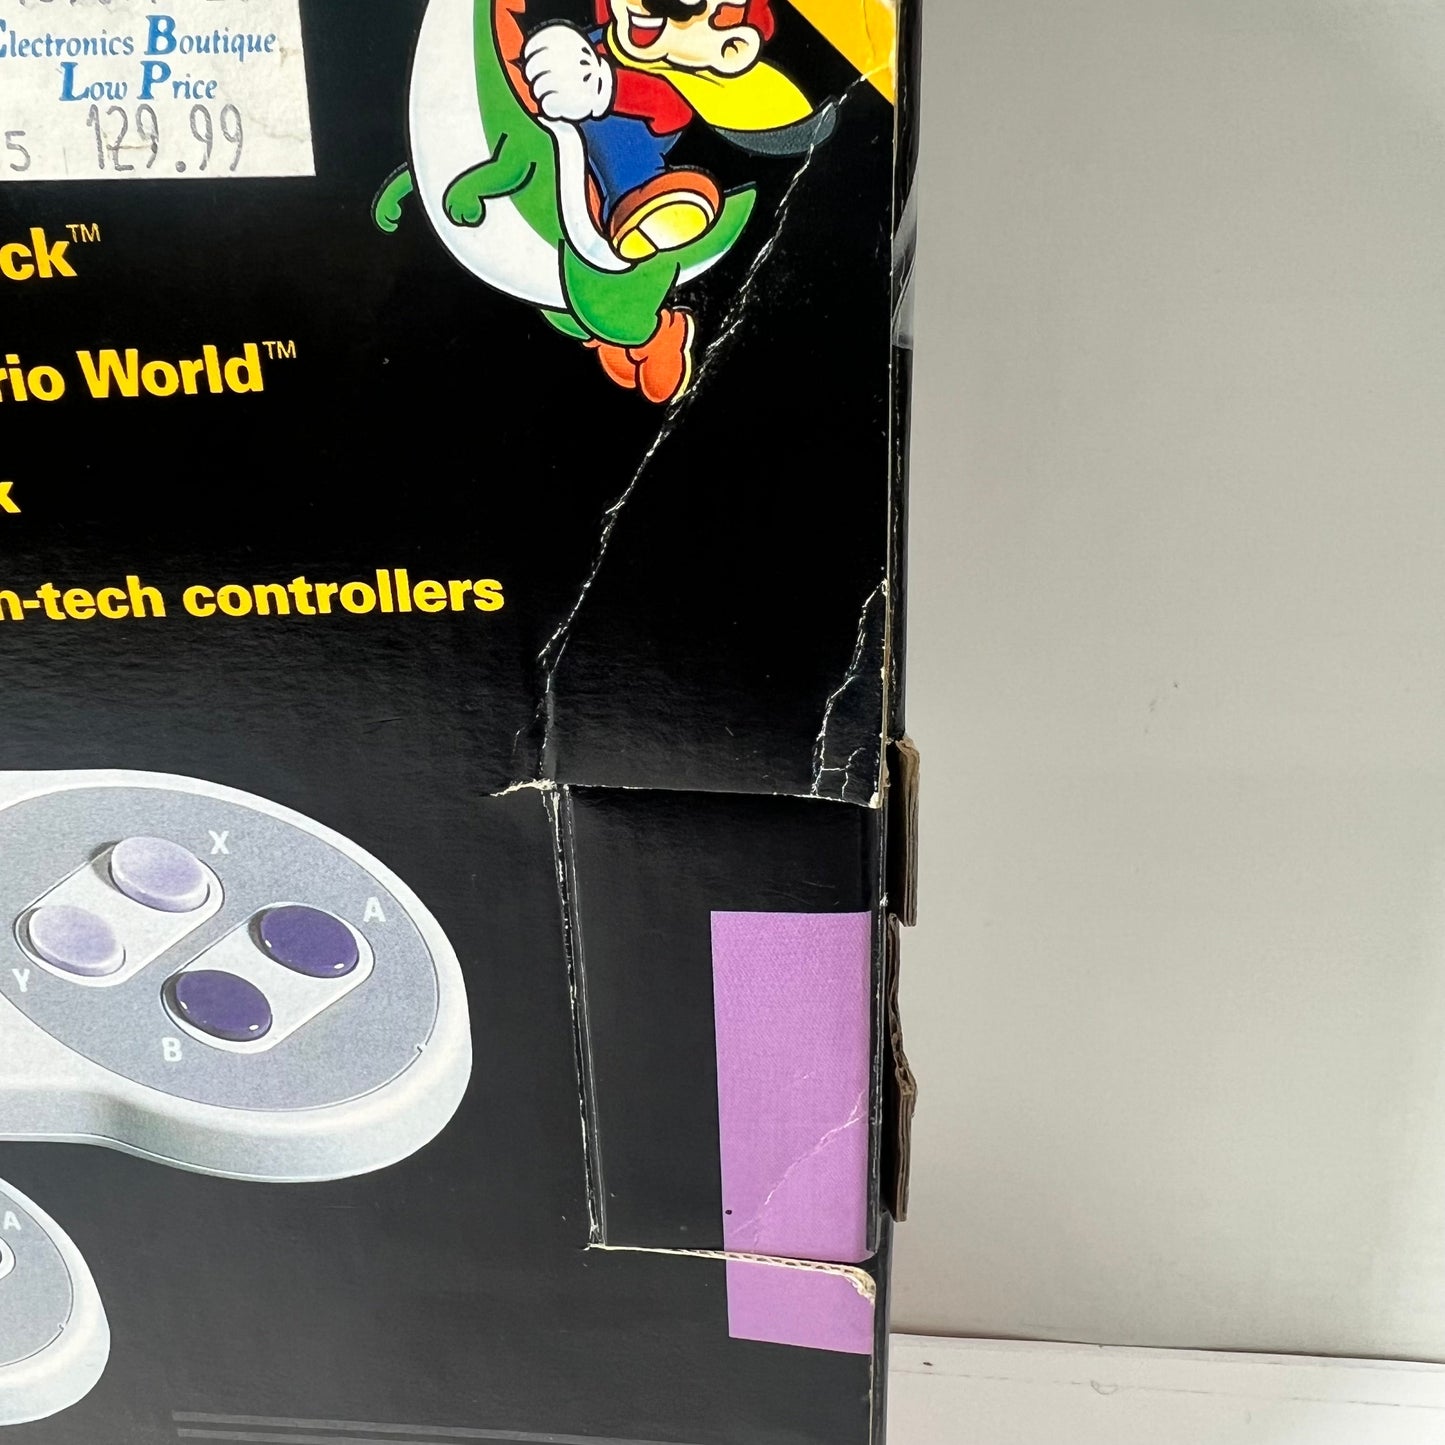 Electronics Boutique
Low Price
5 129.99
ck™
rio World™
k
h-tech controllers
X
A
Y
B
A